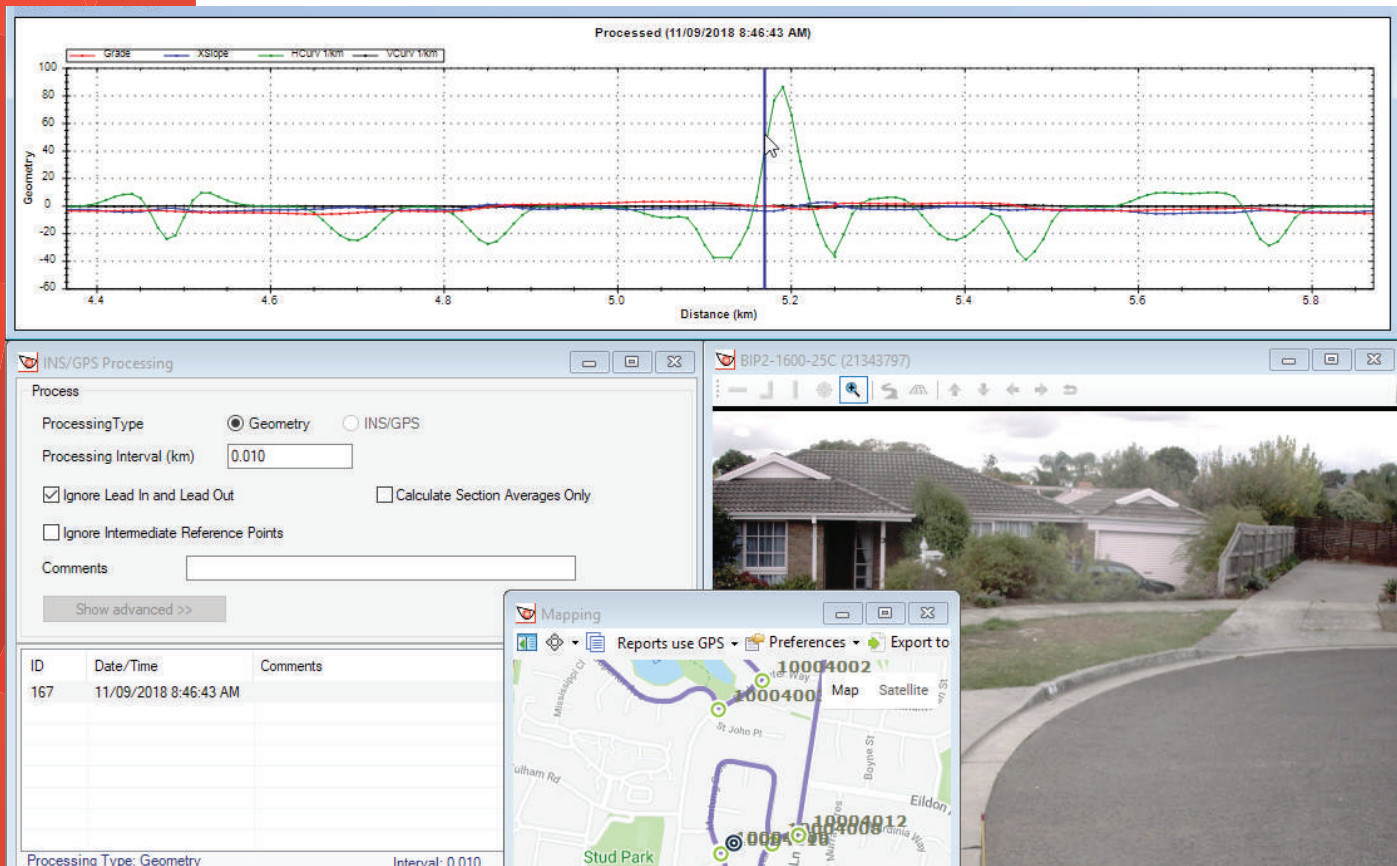 Processed (11/09/2018 8:46:43 AM)
Grade XSlope HCurv 1/km VCurv 1/km
100
80
60
40
20
0
-20
-40
-60
Geometry
4.4 4.6 4.8 5.0 5.2 5.4 5.6 5.8
Distance (km)
INS/GPS Processing
Process
ProcessingType Geometry INS/GPS
Processing Interval (km) 0.010
Ignore Lead In and Lead Out Calculate Section Averages Only
Ignore Intermediate Reference Points
Comments
Show advanced >>
ID Date/Time Comments
167 11/09/2018 8:46:43 AM
Processing Type: Geometry Interval: 0.010
BIP2-1600-25C (21343797)
Mapping
Reports use GPS Preferences Export to
10004002
Map Satellite
Mississippi
St John Pl
Boyne St
ulham Rd
Eildon
10004012
10004008
Stud Park
Ln